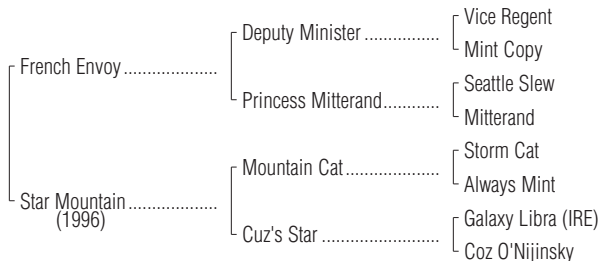 Vice Regent
Deputy Minister ................
Mint Copy
French Envoy ....................
Seattle Slew
Princess Mitterand ............
Mitterand
Storm Cat
Mountain Cat ....................
Always Mint
Star Mountain ...................
(1996)
Galaxy Libra (IRE)
Cuz's Star .........................
Coz O'Nijinsky